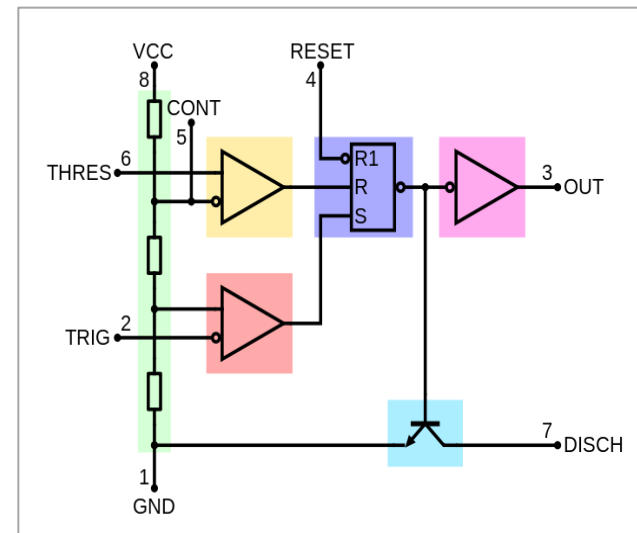 VCC
8
RESET
4
CONT
5
THRES
6
R1
R
S
3
OUT
TRIG
2
7
DISCH
1
GND